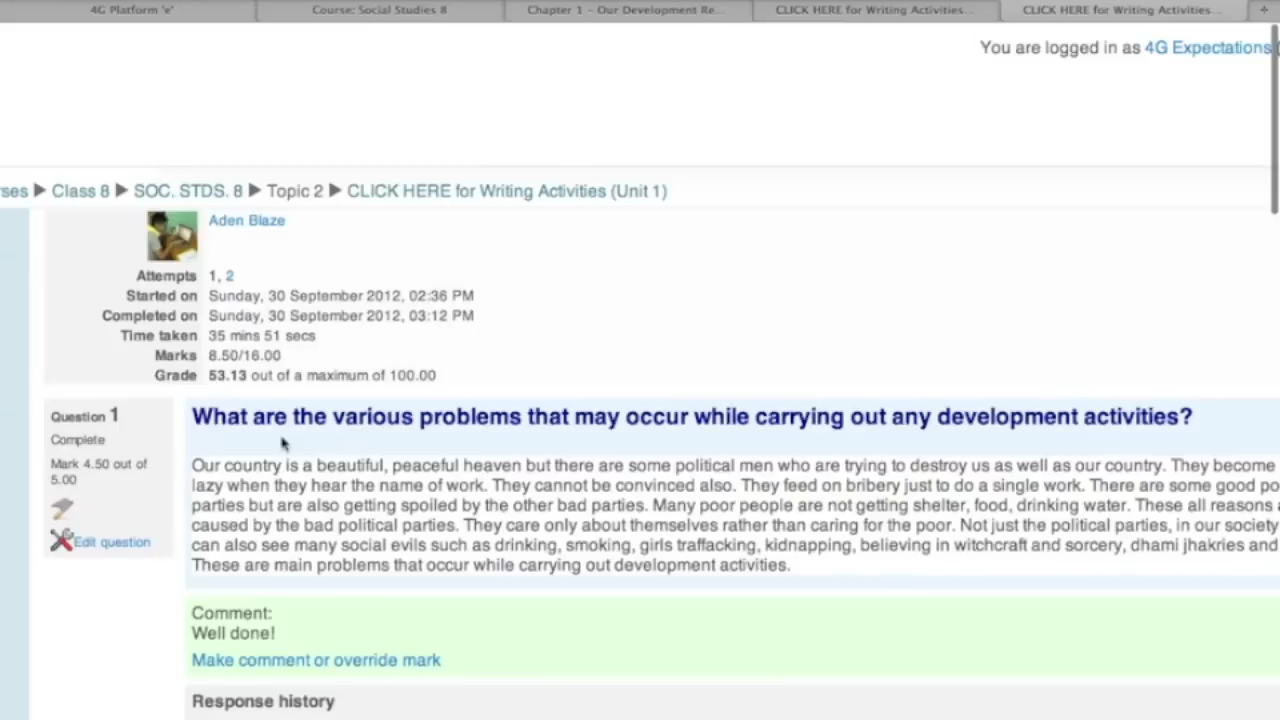 4G Platform 'e'
Course: Social Studies 8
Chapter 1 - Our Development Re...
CLICK HERE for Writing Activities...
CLICK HERE for Writing Activities...
+
You are logged in as 4G Expectations (
ses ▶ Class 8 ▶ SOC. STDS. 8 ▶ Topic 2 ▶ CLICK HERE for Writing Activities (Unit 1)
Aden Blaze
Attempts 1, 2
Started on Sunday, 30 September 2012, 02:36 PM
Completed on Sunday, 30 September 2012, 03:12 PM
Time taken 35 mins 51 secs
Marks 8.50/16.00
Grade 53.13 out of a maximum of 100.00
Question 1
Complete
Mark 4.50 out of
5.00
Edit question
What are the various problems that may occur while carrying out any development activities?
Our country is a beautiful, peaceful heaven but there are some political men who are trying to destroy us as well as our country. They become
lazy when they hear the name of work. They cannot be convinced also. They feed on bribery just to do a single work. There are some good po
parties but are also getting spoiled by the other bad parties. Many poor people are not getting shelter, food, drinking water. These all reasons a
caused by the bad political parties. They care only about themselves rather than caring for the poor. Not just the political parties, in our society
can also see many social evils such as drinking, smoking, girls traffacking, kidnapping, believing in witchcraft and sorcery, dhami jhakries and
These are main problems that occur while carrying out development activities.
Comment:
Well done!
Make comment or override mark
Response history